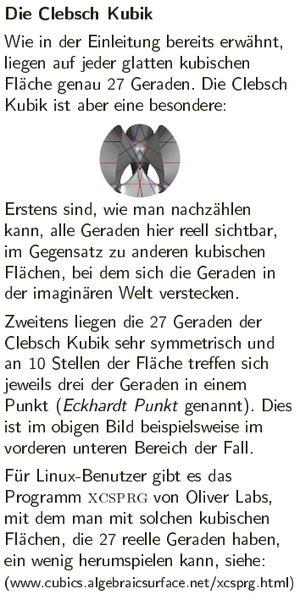 Die Clebsch Kubik
Wie in der Einleitung bereits erwähnt,
liegen auf jeder glatten kubischen
Fläche genau 27 Geraden. Die Clebsch
Kubik ist aber eine besondere:
Erstens sind, wie man nachzählen
kann, alle Geraden hier reell sichtbar,
im Gegensatz zu anderen kubischen
Flächen, bei dem sich die Geraden in
der imaginären Welt verstecken.
Zweitens liegen die 27 Geraden der
Clebsch Kubik sehr symmetrisch und
an 10 Stellen der Fläche treffen sich
jeweils drei der Geraden in einem
Punkt (Eckhardt Punkt genannt). Dies
ist im obigen Bild beispielsweise im
vorderen unteren Bereich der Fall.
Für Linux-Benutzer gibt es das
Programm XCSPRG von Oliver Labs,
mit dem man mit solchen kubischen
Flächen, die 27 reelle Geraden haben,
ein wenig herumspielen kann, siehe:
(www.cubics.algebraicsurface.net/xcsprg.html)